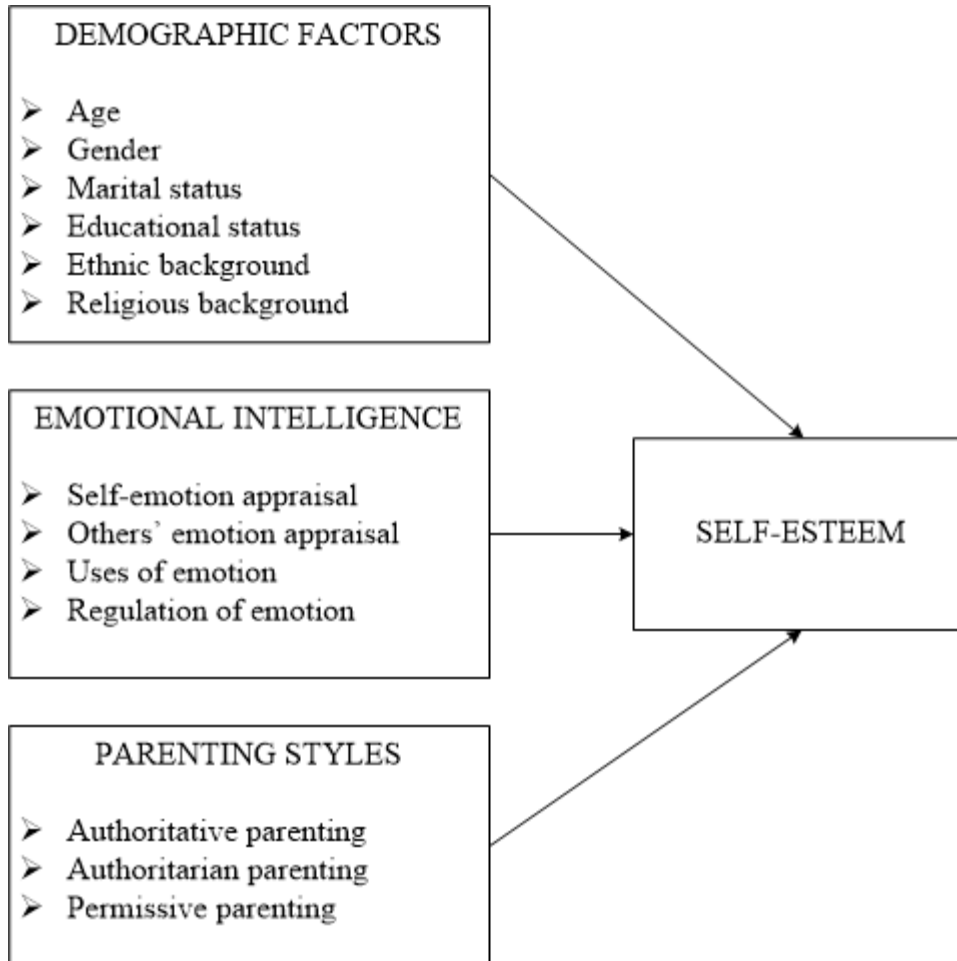 DEMOGRAPHIC FACTORS
➢ Age
➢ Gender
➢ Marital status
➢ Educational status
➢ Ethnic background
➢ Religious background
EMOTIONAL INTELLIGENCE
➢ Self-emotion appraisal
➢ Others’ emotion appraisal
➢ Uses of emotion
➢ Regulation of emotion
SELF-ESTEEM
PARENTING STYLES
➢ Authoritative parenting
➢ Authoritarian parenting
➢ Permissive parenting